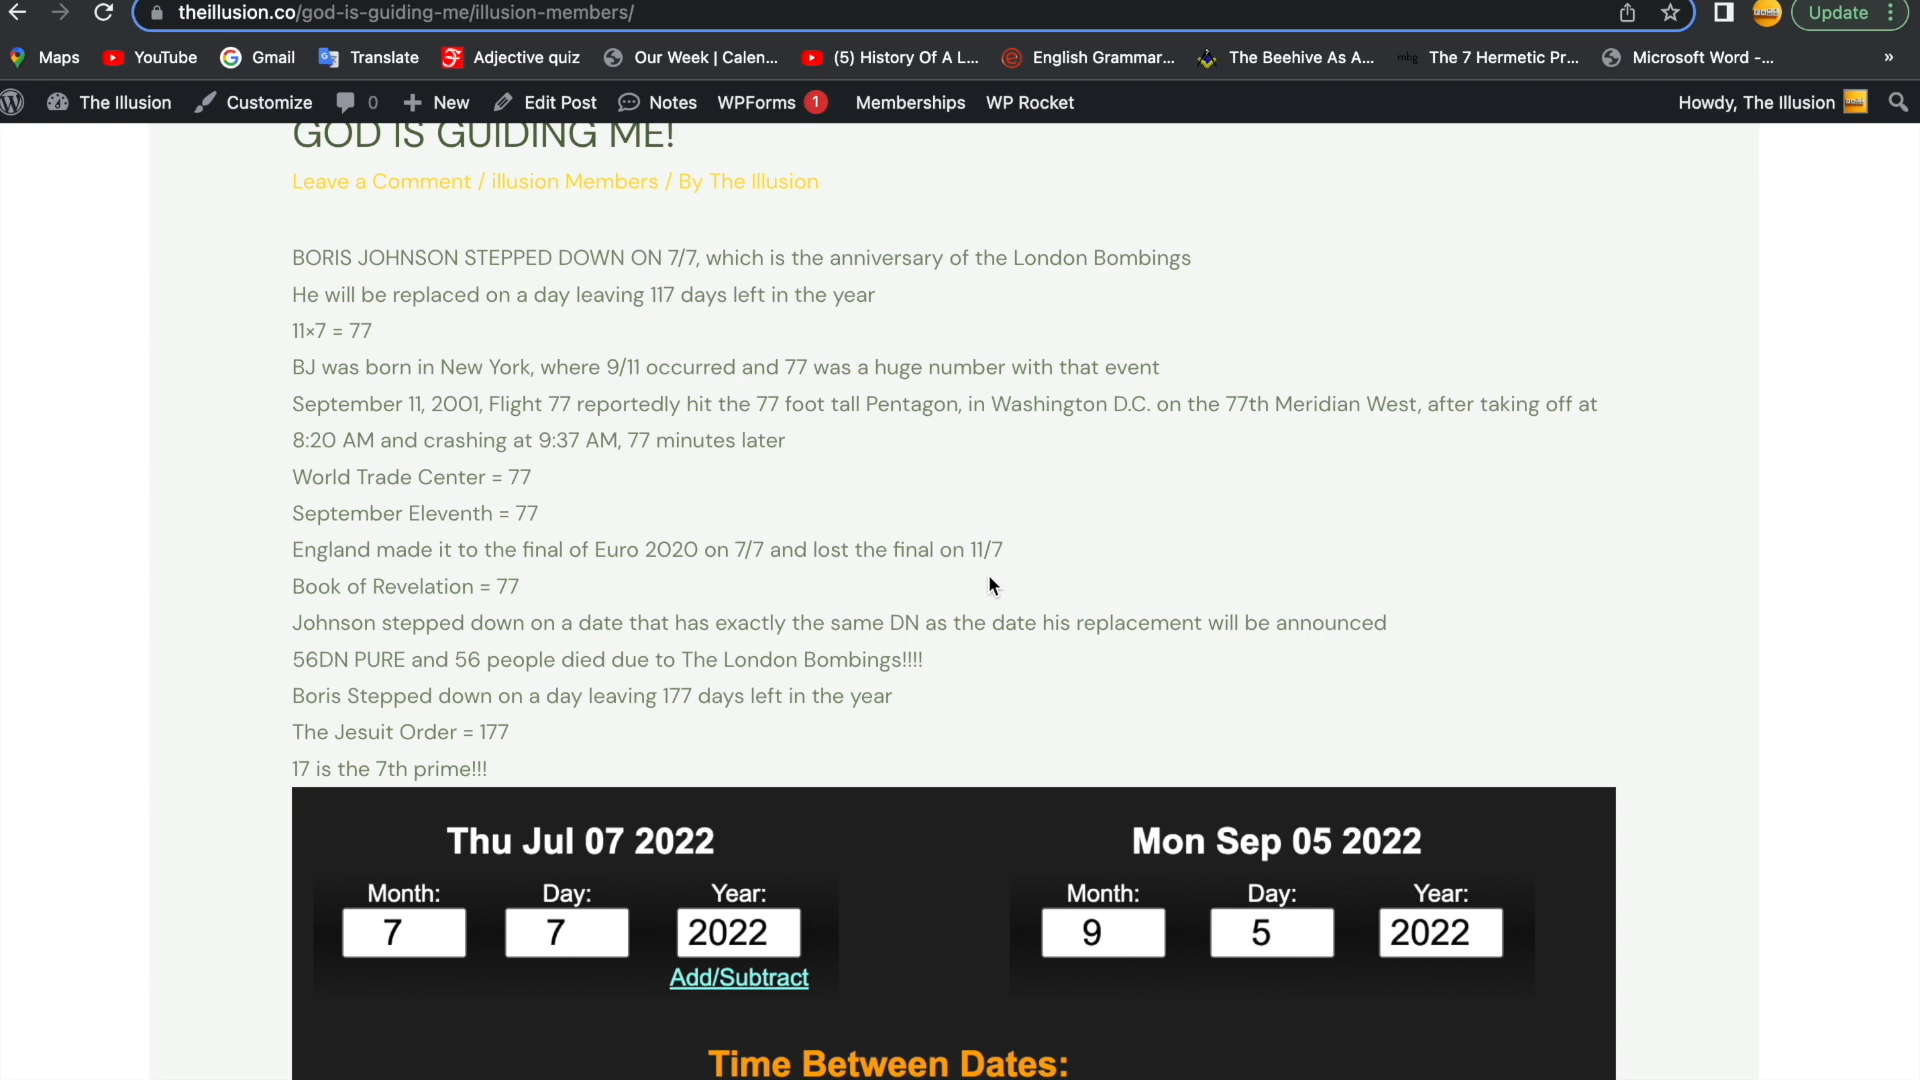 theillusion.co/god-is-guiding-me/illusion-members/
Update
Maps YouTube Gmail Translate Adjective quiz Our Week | Calen... (5) History Of A L... English Grammar... The Beehive As A... mbg The 7 Hermetic Pr... Microsoft Word -... »
The Illusion Customize 0 New Edit Post Notes WPForms 1 Memberships WP Rocket Howdy, The Illusion
GOD IS GUIDING ME!
Leave a Comment / illusion Members / By The Illusion
BORIS JOHNSON STEPPED DOWN ON 7/7, which is the anniversary of the London Bombings
He will be replaced on a day leaving 117 days left in the year
11×7 = 77
BJ was born in New York, where 9/11 occurred and 77 was a huge number with that event
September 11, 2001, Flight 77 reportedly hit the 77 foot tall Pentagon, in Washington D.C. on the 77th Meridian West, after taking off at
8:20 AM and crashing at 9:37 AM, 77 minutes later
World Trade Center = 77
September Eleventh = 77
England made it to the final of Euro 2020 on 7/7 and lost the final on 11/7
Book of Revelation = 77
Johnson stepped down on a date that has exactly the same DN as the date his replacement will be announced
56DN PURE and 56 people died due to The London Bombings!!!!
Boris Stepped down on a day leaving 177 days left in the year
The Jesuit Order = 177
17 is the 7th prime!!!
Thu Jul 07 2022 Mon Sep 05 2022
Month: Day: Year: Month: Day: Year:
7 7 2022 9 5 2022
Add/Subtract
Time Between Dates: